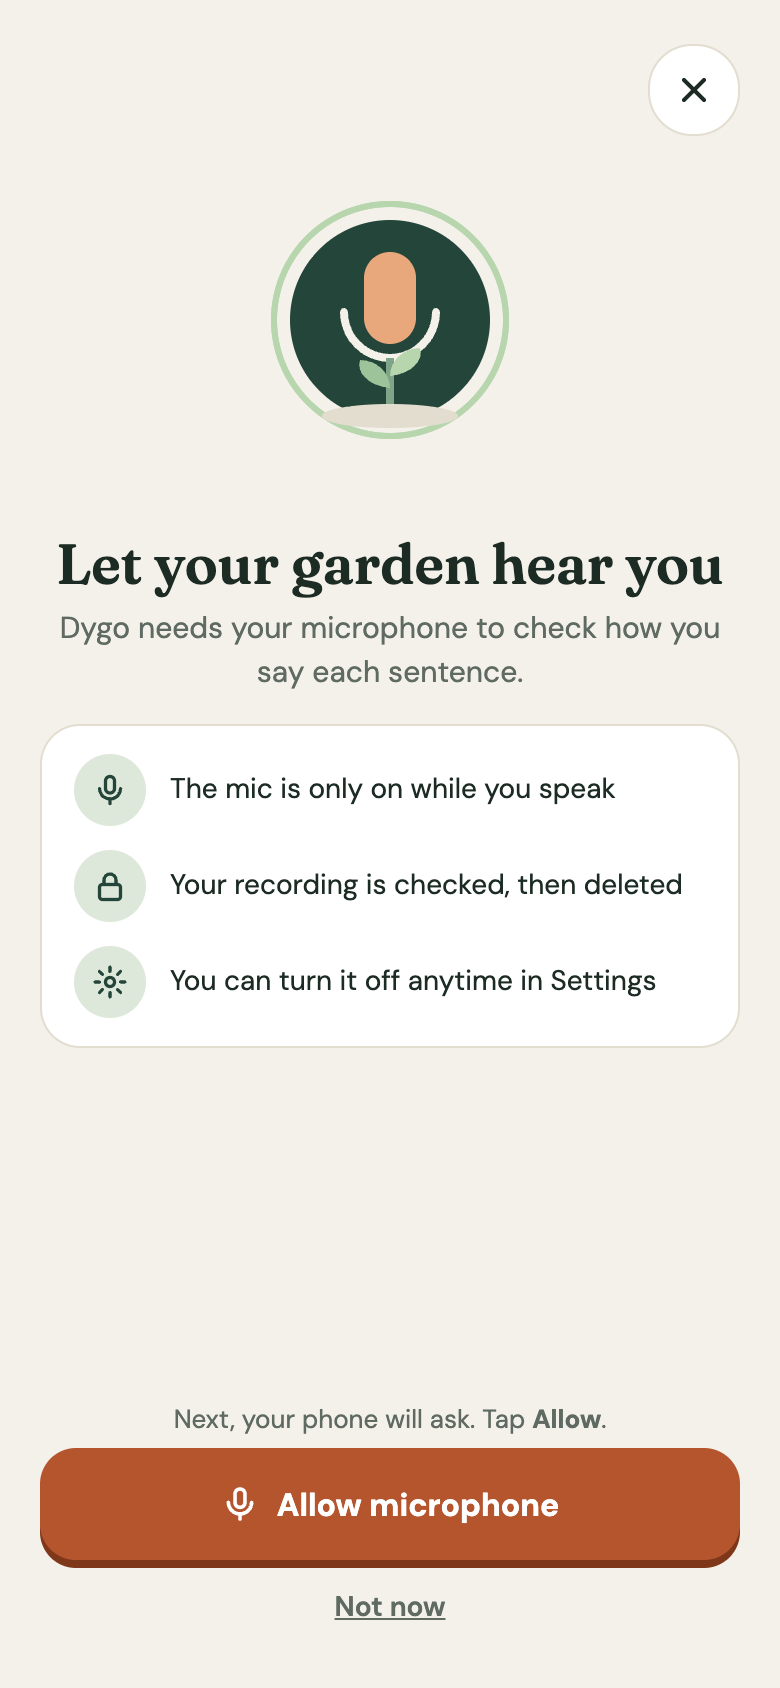 Let your garden hear you
Dygo needs your microphone to check how you
say each sentence.
The mic is only on while you speak
Your recording is checked, then deleted
You can turn it off anytime in Settings
Next, your phone will ask. Tap Allow.
Allow microphone
Not now